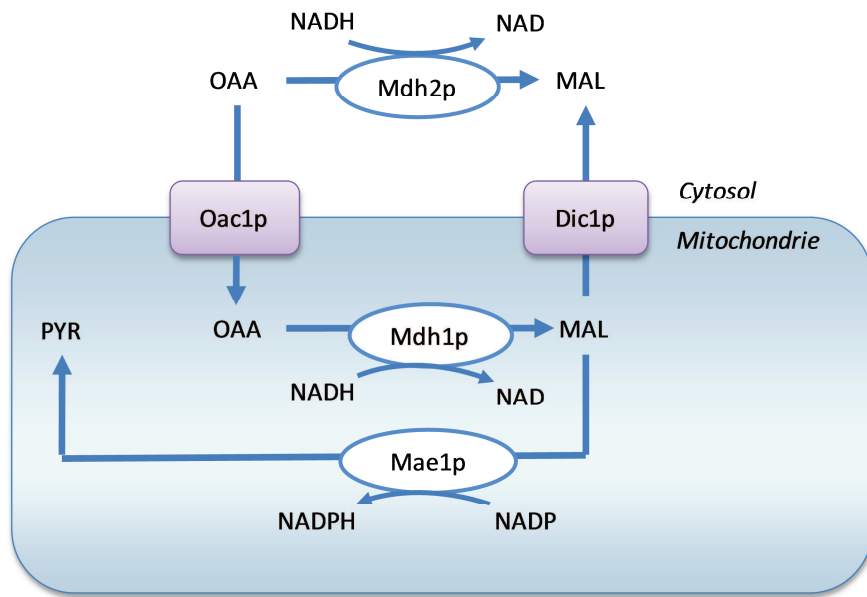 NADH
NAD
OAA
Mdh2p
MAL
Oac1p
Dic1p
Cytosol
Mitochondrie
PYR
OAA
Mdh1p
MAL
NADH
NAD
Mae1p
NADPH
NADP